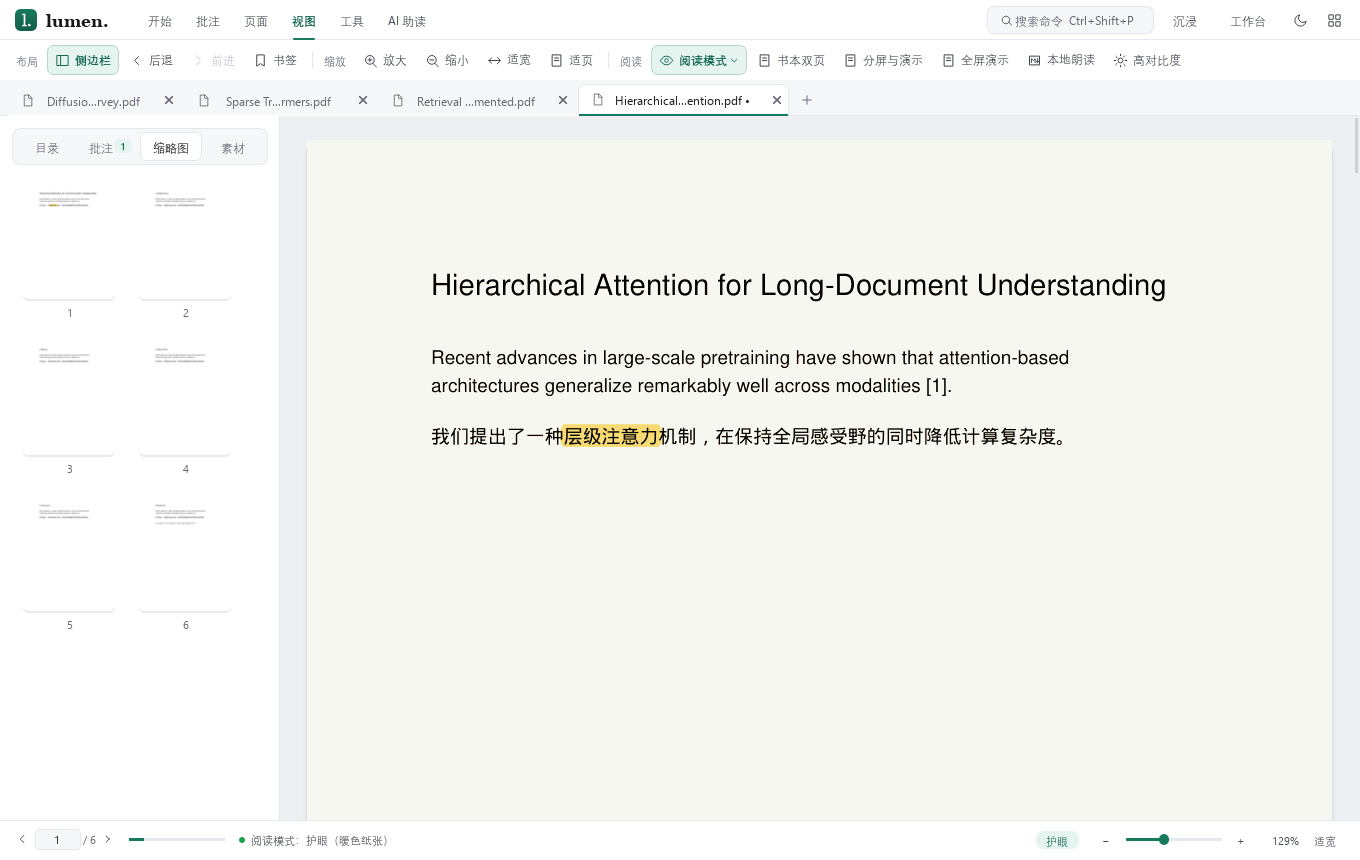 l. lumen. 开始 批注 页面 视图 工具 AI 助读 搜索命令 Ctrl+Shift+P 沉浸 工作台
布局 侧边栏 后退 前进 书签 缩放 放大 缩小 适宽 适页 阅读 阅读模式 书本双页 分屏与演示 全屏演示 本地朗读 高对比度
Diffusio...rvey.pdf Sparse Tr...rmers.pdf Retrieval ...mented.pdf Hierarchical...ention.pdf •
目录 批注 1 缩略图 素材
1 2
3 4
5 6
Hierarchical Attention for Long-Document Understanding
Recent advances in large-scale pretraining have shown that attention-based
architectures generalize remarkably well across modalities [1].
我们提出了一种层级注意力机制，在保持全局感受野的同时降低计算复杂度。
1 / 6 阅读模式：护眼（暖色纸张） 护眼 − + 129% 适宽